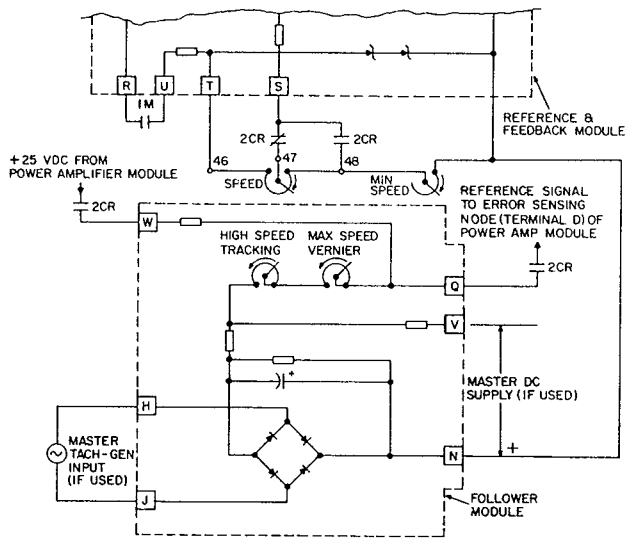 R
U
T
S
1M
REFERENCE &
FEEDBACK MODULE
2CR
2CR
46
47
48
SPEED
MIN
SPEED
+25 VDC FROM
POWER AMPLIFIER MODULE
2CR
REFERENCE SIGNAL
TO ERROR SENSING
NODE (TERMINAL D) OF
POWER AMP MODULE
2CR
W
HIGH SPEED
TRACKING
MAX SPEED
VERNIER
Q
V
+
MASTER DC
SUPPLY (IF USED)
+
H
MASTER
TACH-GEN
INPUT
(IF USED)
N
J
FOLLOWER
MODULE